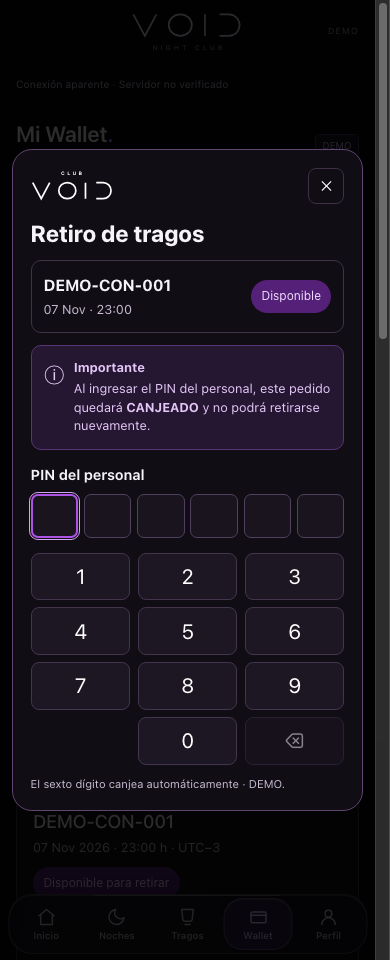 VOID
NIGHT CLUB
DEMO
Conexión aparente · Servidor no verificado
Mi Wallet.
DEMO
CLUB
VOID
Retiro de tragos
DEMO-CON-001
07 Nov · 23:00
Disponible
Importante
Al ingresar el PIN del personal, este pedido
quedará CANJEADO y no podrá retirarse
nuevamente.
PIN del personal
1 2 3
4 5 6
7 8 9
0
El sexto dígito canjea automáticamente · DEMO.
DEMO-CON-001
07 Nov 2026 · 23:00 h · UTC−3
Disponible para retirar
Inicio Noches Tragos Wallet Perfil